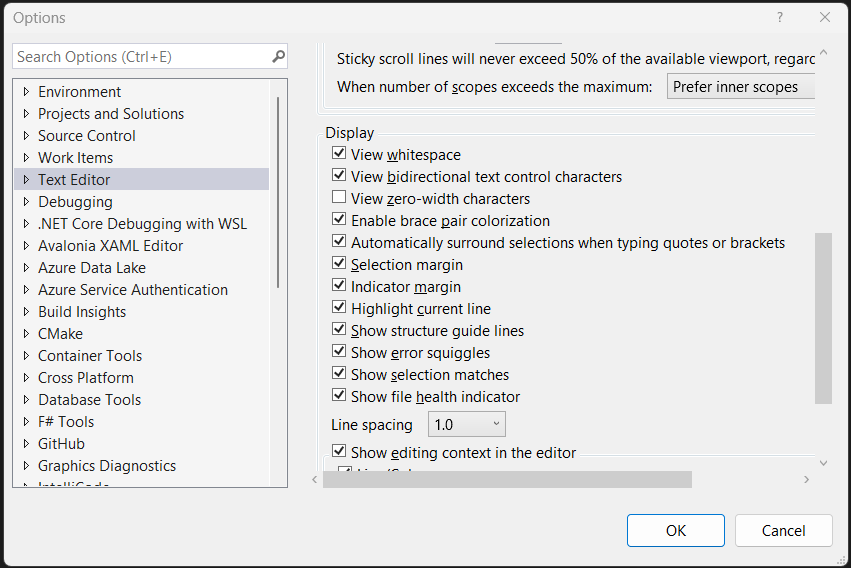 Options
Search Options (Ctrl+E)
Environment
Projects and Solutions
Source Control
Work Items
Text Editor
Debugging
.NET Core Debugging with WSL
Avalonia XAML Editor
Azure Data Lake
Azure Service Authentication
Build Insights
CMake
Container Tools
Cross Platform
Database Tools
F# Tools
GitHub
Graphics Diagnostics
IntelliCode
Sticky scroll lines will never exceed 50% of the available viewport, regarc
When number of scopes exceeds the maximum: Prefer inner scopes
Display
View whitespace
View bidirectional text control characters
View zero-width characters
Enable brace pair colorization
Automatically surround selections when typing quotes or brackets
Selection margin
Indicator margin
Highlight current line
Show structure guide lines
Show error squiggles
Show selection matches
Show file health indicator
Line spacing 1.0
Show editing context in the editor
OK Cancel